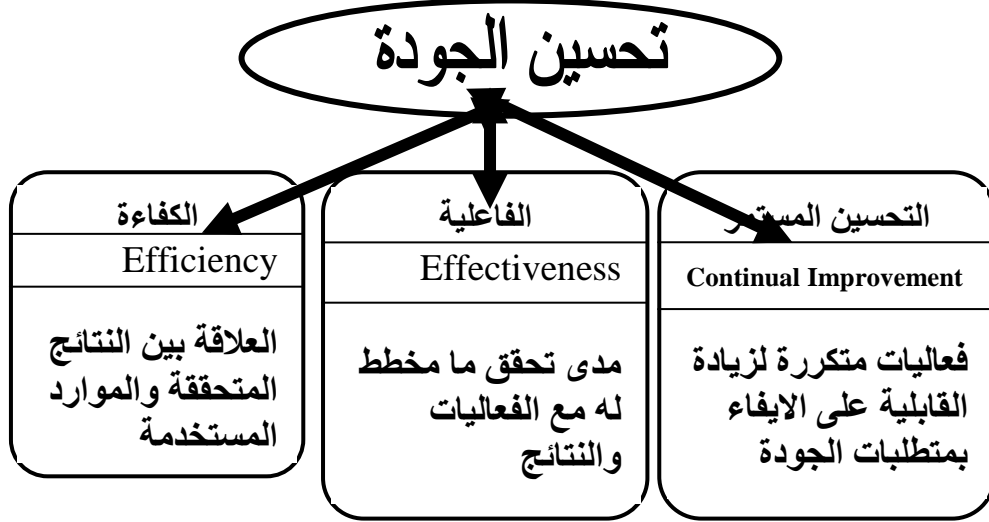 تحسين الجودة
التحسين المستمر
Continual Improvement
فعاليات متكررة لزيادة
القابلية على الايفاء
بمتطلبات الجودة
الفاعلية
Effectiveness
مدى تحقق ما مخطط
له مع الفعاليات
والنتائج
الكفاءة
Efficiency
العلاقة بين النتائج
المتحققة والموارد
المستخدمة